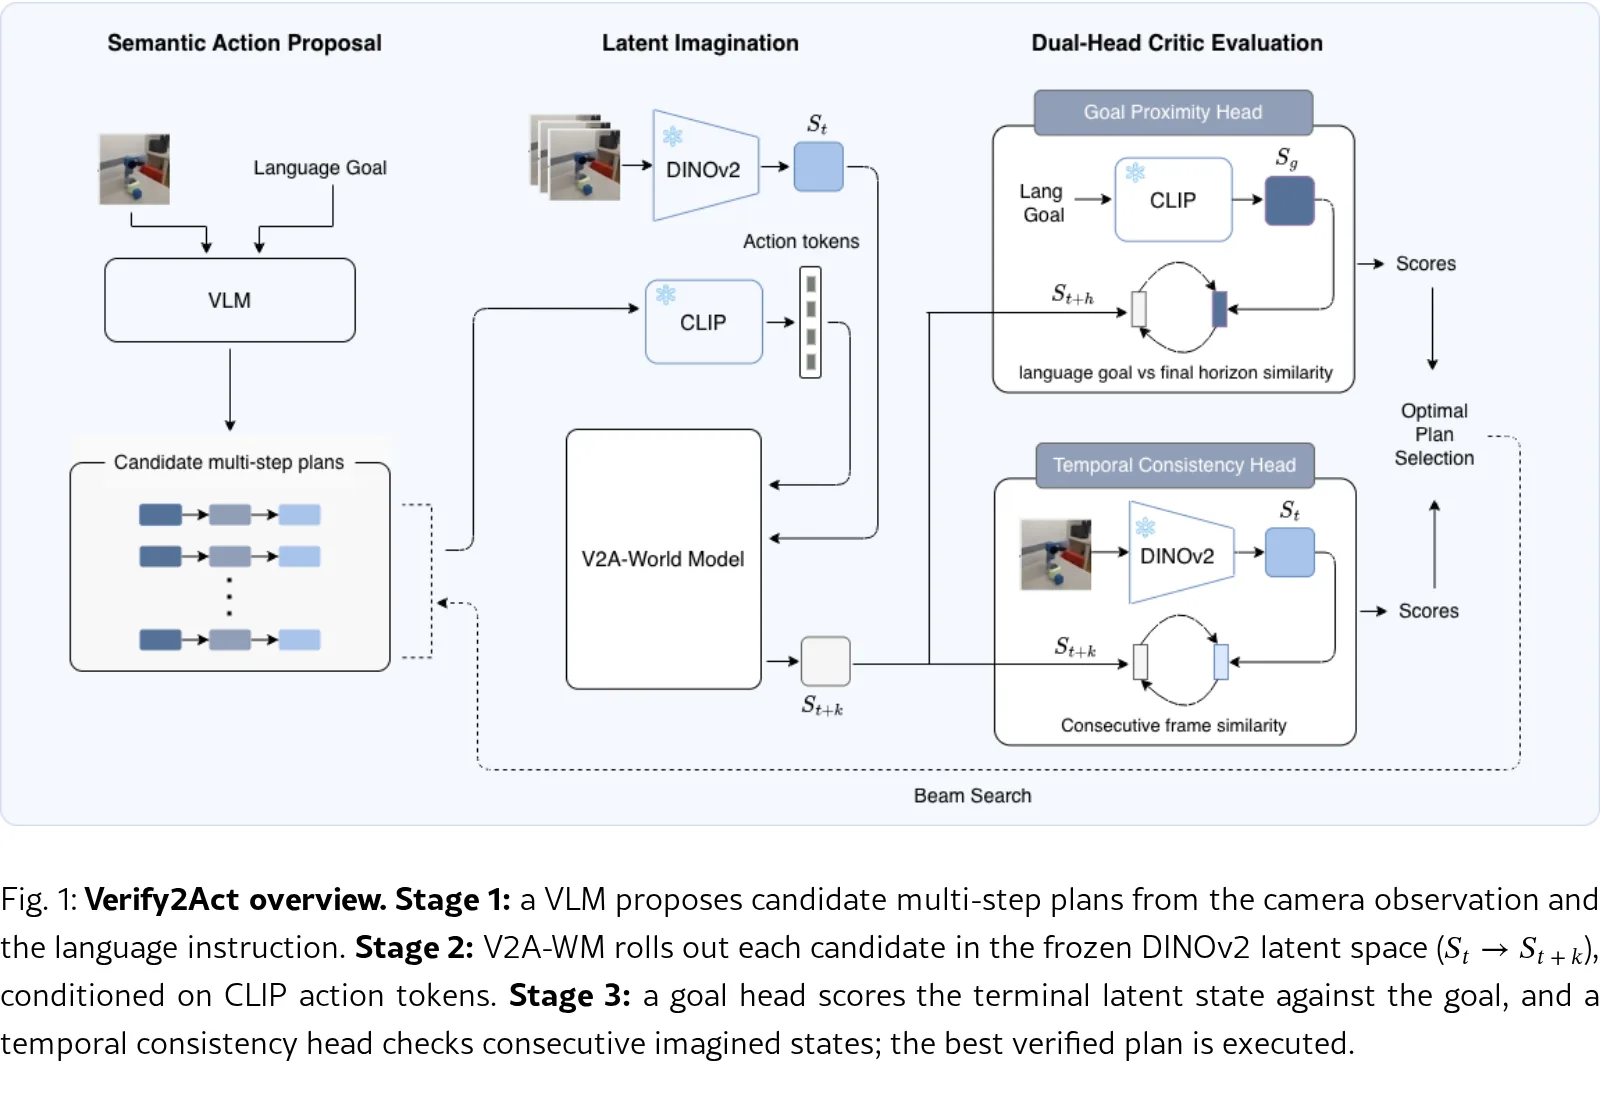 Semantic Action Proposal
Language Goal
VLM
Candidate multi-step plans
Latent Imagination
DINOv2
S_t
Action tokens
CLIP
V2A-World Model
S_{t+k}
Dual-Head Critic Evaluation
Goal Proximity Head
Lang
Goal
CLIP
S_g
S_{t+h}
language goal vs final horizon similarity
Scores
Optimal
Plan
Selection
Temporal Consistency Head
DINOv2
S_t
S_{t+k}
Consecutive frame similarity
Scores
Beam Search
Fig. 1: Verify2Act overview. Stage 1: a VLM proposes candidate multi-step plans from the camera observation and
the language instruction. Stage 2: V2A-WM rolls out each candidate in the frozen DINOv2 latent space (S_t → S_{t+k}),
conditioned on CLIP action tokens. Stage 3: a goal head scores the terminal latent state against the goal, and a
temporal consistency head checks consecutive imagined states; the best verified plan is executed.